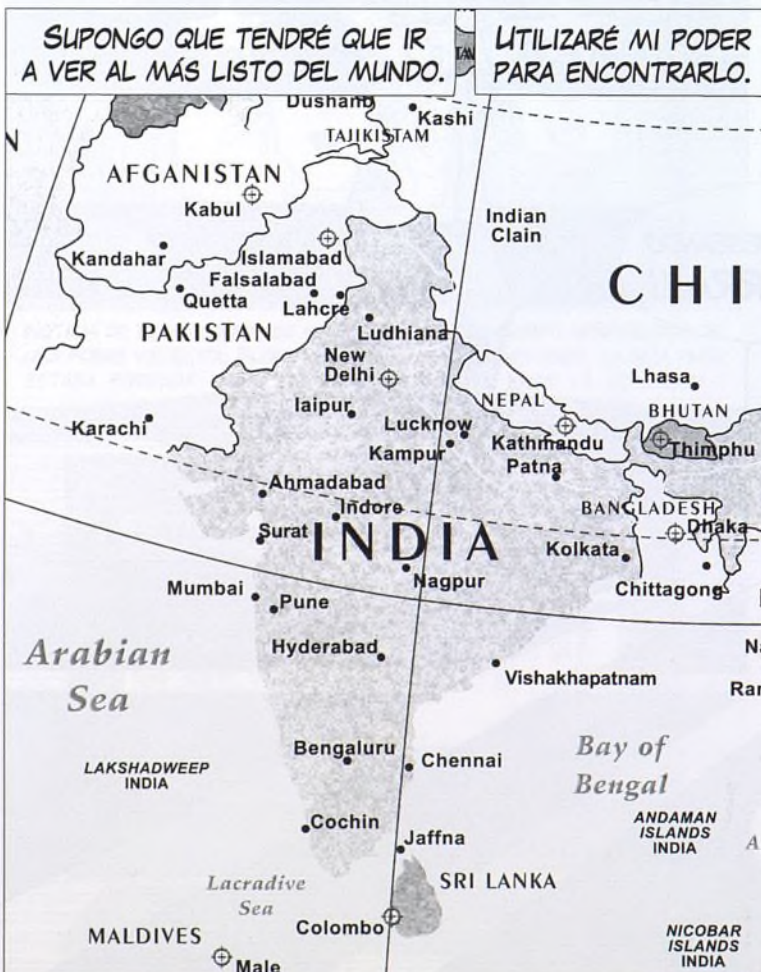 SUPONGO QUE TENDRÉ QUE IR
A VER AL MÁS LISTO DEL MUNDO.
UTILIZARÉ MI PODER
PARA ENCONTRARLO.
Dushand
Kashi
TAJIKISTAM
AFGANISTAN
Kabul
Indian
Clain
Kandahar
Islamabad
Falsalabad
Quetta
Lahcre
CHI
PAKISTAN
Ludhiana
New
Delhi
Lhasa
NEPAL
BHUTAN
Iaipur
Karachi
Lucknow
Kathmandu
Thimphu
Kampur
Patna
Ahmadabad
Indore
BANGLADESH
Dhaka
Surat
INDIA
Kolkata
Nagpur
Chittagong
Mumbai
Pune
Arabian
Sea
Hyderabad
Vishakhapatnam
Na
Ran
Bengaluru
Chennai
Bay of
Bengal
LAKSHADWEEP
INDIA
Cochin
Jaffna
ANDAMAN
ISLANDS
INDIA
Lacradive
Sea
SRI LANKA
Colombo
MALDIVES
Male
NICOBAR
ISLANDS
INDIA